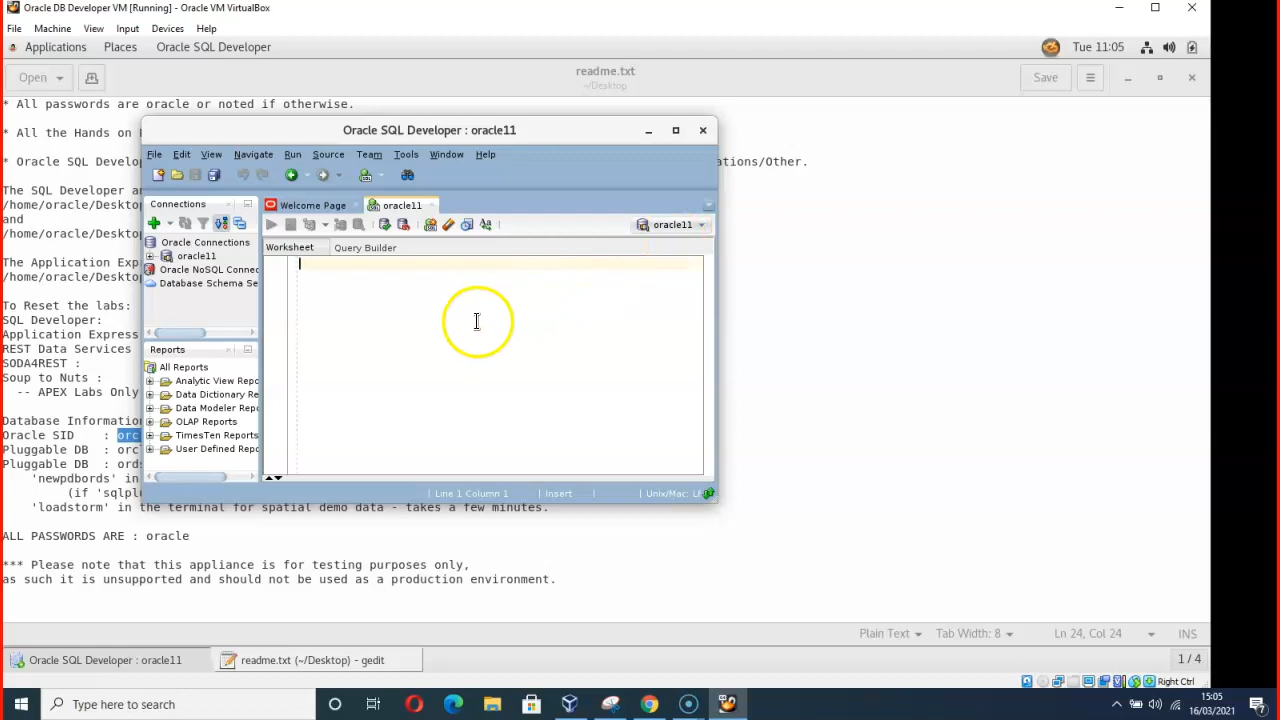 Oracle DB Developer VM [Running] - Oracle VM VirtualBox
File Machine View Input Devices Help
Applications Places Oracle SQL Developer Tue 11:05
Open readme.txt Save
~/Desktop
* All passwords are oracle or noted if otherwise.
* All the Hands on
Oracle SQL Developer : oracle11
File Edit View Navigate Run Source Team Tools Window Help
* Oracle SQL Develop ations/Other.
The SQL Developer an
/home/oracle/Desktop
and
/home/oracle/Desktop
The Application Exp
/home/oracle/Desktop
To Reset the labs:
SQL Developer:
Application Express
REST Data Services
SODA4REST :
Soup to Nuts :
-- APEX Labs Only
Database Information
Oracle SID : orc
Pluggable DB : orc
Pluggable DB : ords
'newpdbords' in
(if 'sqlpl
'loadstorm' in the terminal for spatial demo data - takes a few minutes.
ALL PASSWORDS ARE : oracle
*** Please note that this appliance is for testing purposes only,
as such it is unsupported and should not be used as a production environment.
Connections
Oracle Connections
oracle11
Oracle NoSQL Connec
Database Schema Se
Reports
All Reports
Analytic View Repo
Data Dictionary Re
Data Modeler Repo
OLAP Reports
TimesTen Reports
User Defined Repo
Welcome Page oracle11
oracle11
Worksheet Query Builder
Line 1 Column 1 Insert Unix/Mac: LF
Plain Text Tab Width: 8 Ln 24, Col 24 INS
Oracle SQL Developer : oracle11 readme.txt (~/Desktop) - gedit 1 / 4
Right Ctrl
Type here to search
15:05
16/03/2021
7